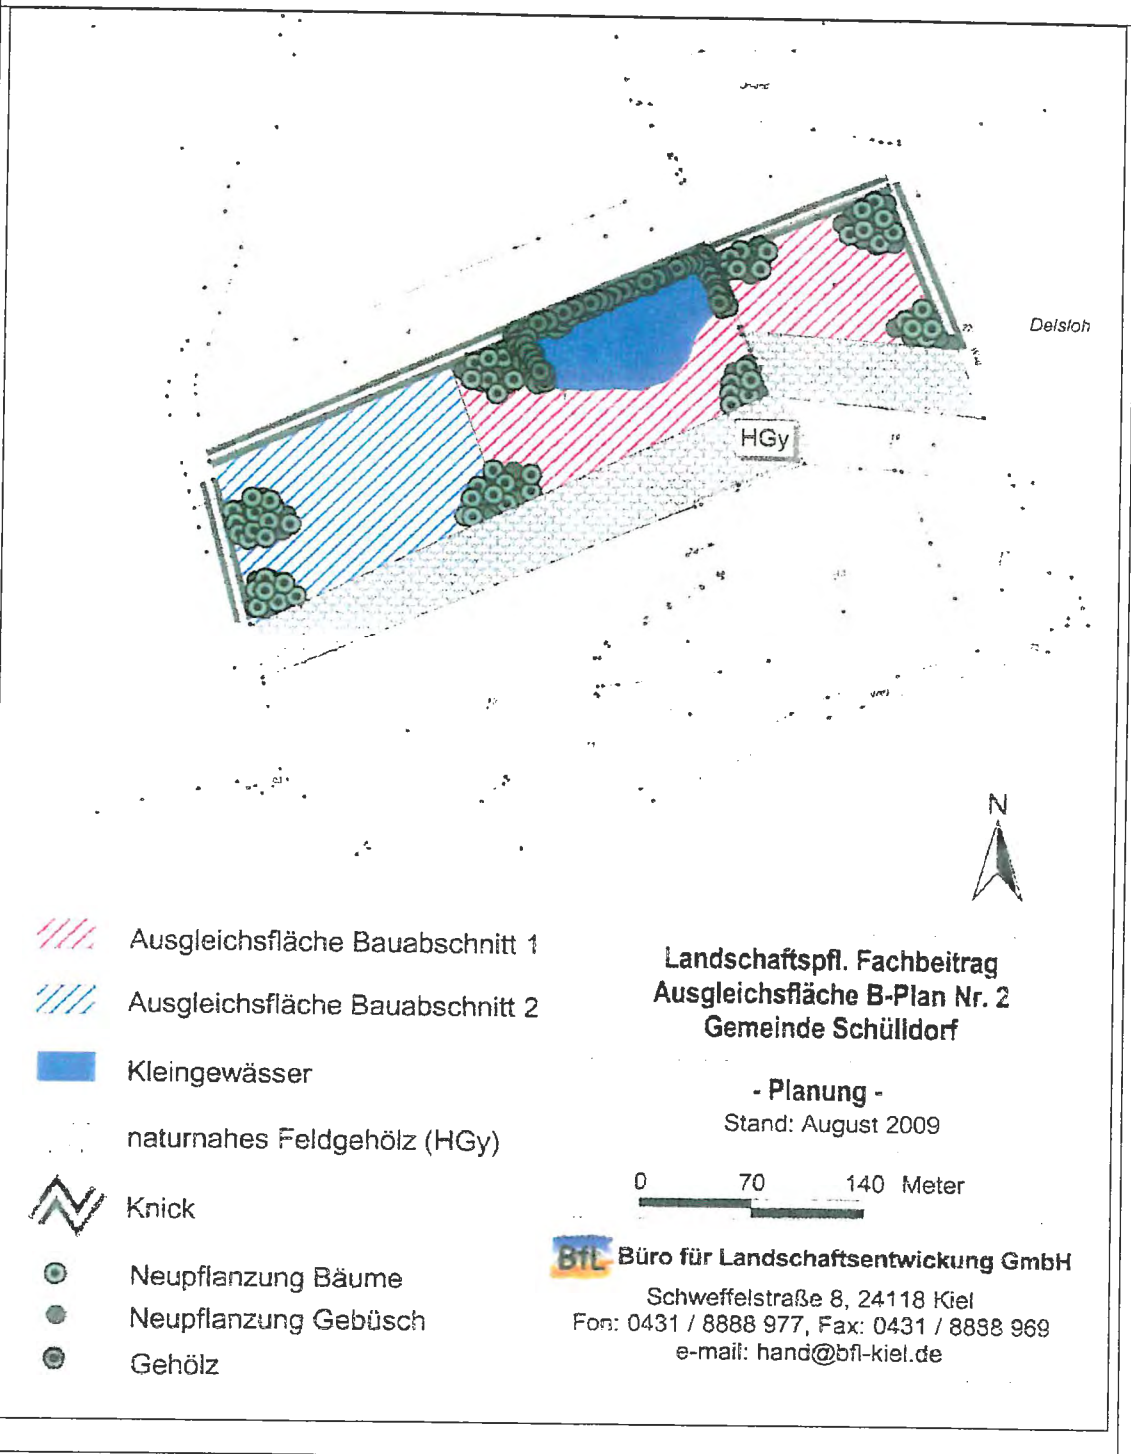 Delsloh
HGy
N
Ausgleichsfläche Bauabschnitt 1
Ausgleichsfläche Bauabschnitt 2
Kleingewässer
naturnahes Feldgehölz (HGy)
Knick
Neupflanzung Bäume
Neupflanzung Gebüsch
Gehölz
Landschaftspfl. Fachbeitrag
Ausgleichsfläche B-Plan Nr. 2
Gemeinde Schülldorf
- Planung -
Stand: August 2009
0 70 140 Meter
BfL Büro für Landschaftsentwickung GmbH
Schweffelstraße 8, 24118 Kiel
Fon: 0431 / 8888 977, Fax: 0431 / 8888 969
e-mail: hand@bfl-kiel.de